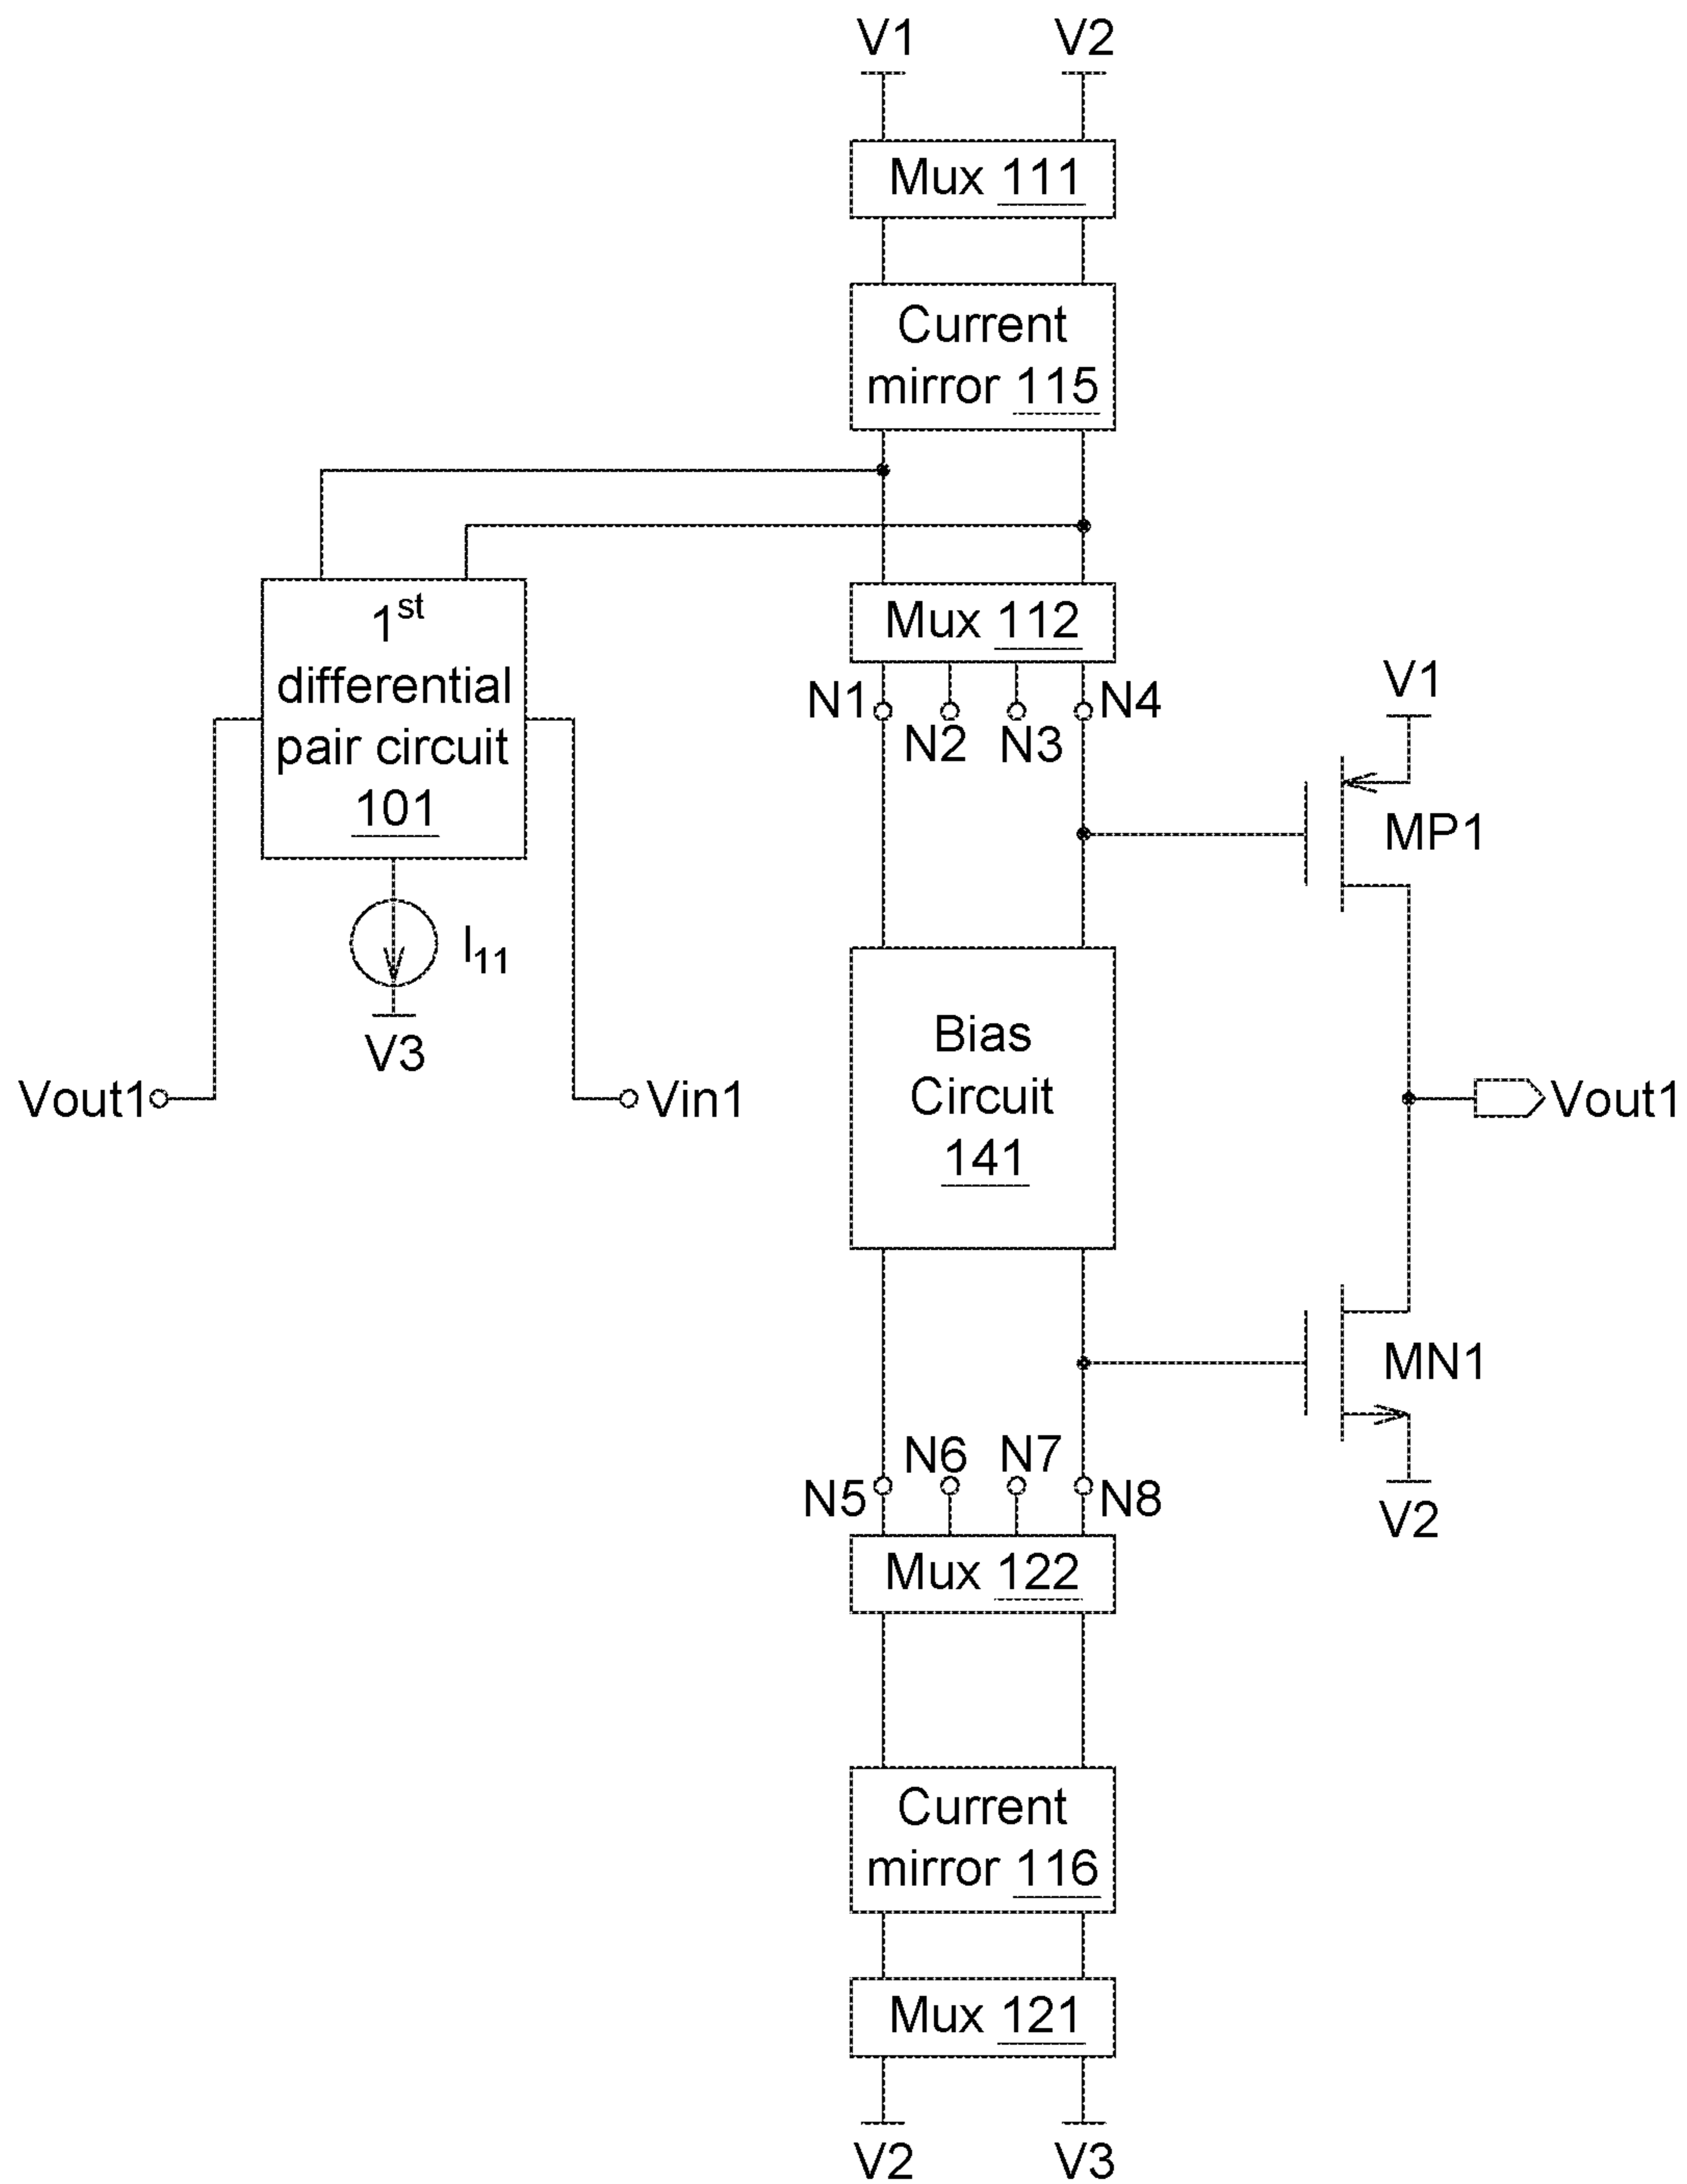 V1 V2
Mux 111
Current
mirror 115
1st
differential
pair circuit
101
Mux 112
N1 N4
N2 N3
V1
MP1
I11
V3
Vout1 Vin1
Bias
Circuit
141
Vout1
MN1
N6 N7
N5 N8
V2
Mux 122
Current
mirror 116
Mux 121
V2 V3